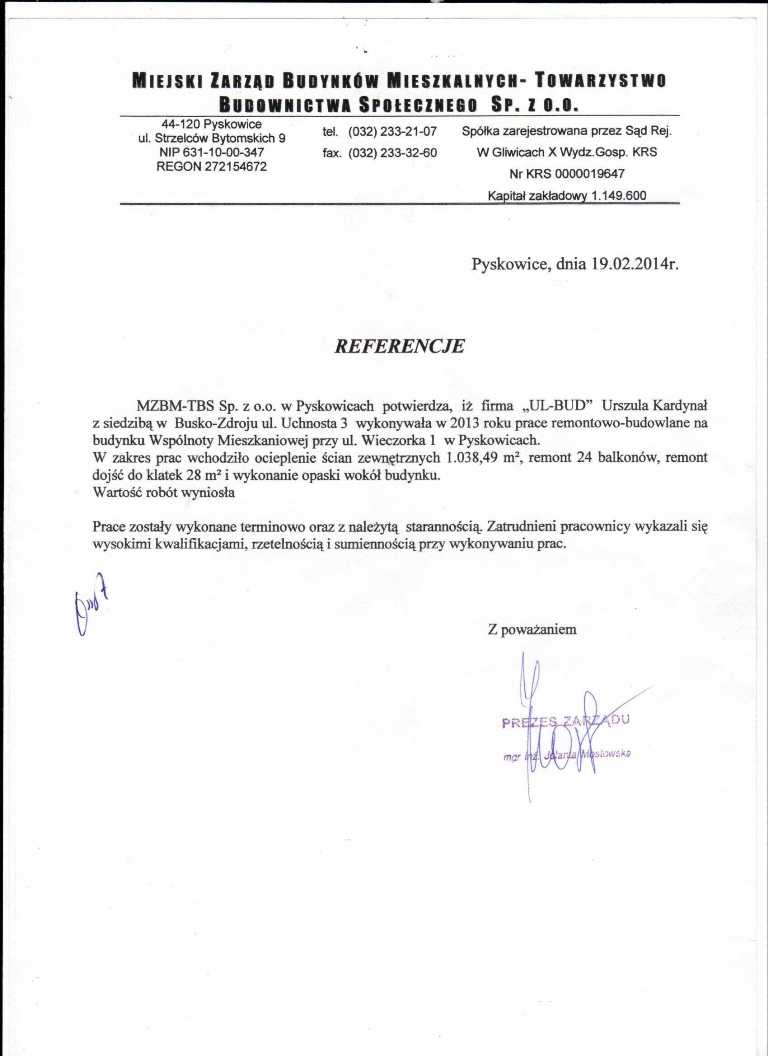 MIEJSKI ZARZĄD BUDYNKÓW MIESZKALNYCH- TOWARZYSTWO
BUDOWNICTWA SPOŁECZNEGO SP. Z O.O.
44-120 Pyskowice
ul. Strzelców Bytomskich 9
NIP 631-10-00-347
REGON 272154672
tel. (032) 233-21-07
fax. (032) 233-32-60
Spółka zarejestrowana przez Sąd Rej.
W Gliwicach X Wydz.Gosp. KRS
Nr KRS 0000019647
Kapitał zakładowy 1.149.600
Pyskowice, dnia 19.02.2014r.
REFERENCJE
MZBM-TBS Sp. z o.o. w Pyskowicach potwierdza, iż firma „UL-BUD” Urszula Kardynał
z siedzibą w Busko-Zdroju ul. Uchnosta 3 wykonywała w 2013 roku prace remontowo-budowlane na
budynku Wspólnoty Mieszkaniowej przy ul. Wieczorka 1 w Pyskowicach.
W zakres prac wchodziło ocieplenie ścian zewnętrznych 1.038,49 m², remont 24 balkonów, remont
dojść do klatek 28 m² i wykonanie opaski wokół budynku.
Wartość robót wyniosła
Prace zostały wykonane terminowo oraz z należytą starannością. Zatrudnieni pracownicy wykazali się
wysokimi kwalifikacjami, rzetelnością i sumiennością przy wykonywaniu prac.
Z poważaniem
PREZES ZARZĄDU
mgr inż. Jolanta